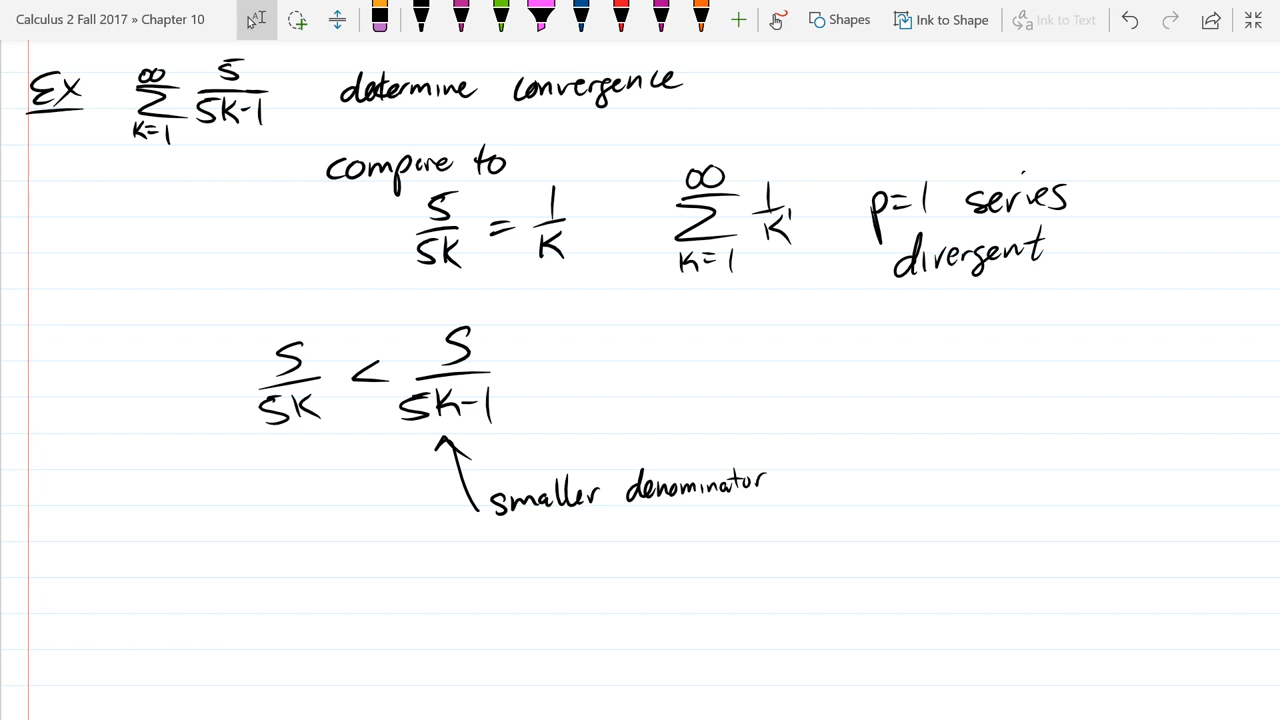 Calculus 2 Fall 2017 » Chapter 10 Shapes Ink to Shape Ink to Text
Ex ∞ ∑ k=1 5/(5k-1) determine convergence
compare to
5/5k = 1/k ∞ ∑ k=1 1/k¹ p=1 series
divergent
5/5k < 5/(5k-1)
smaller denominator